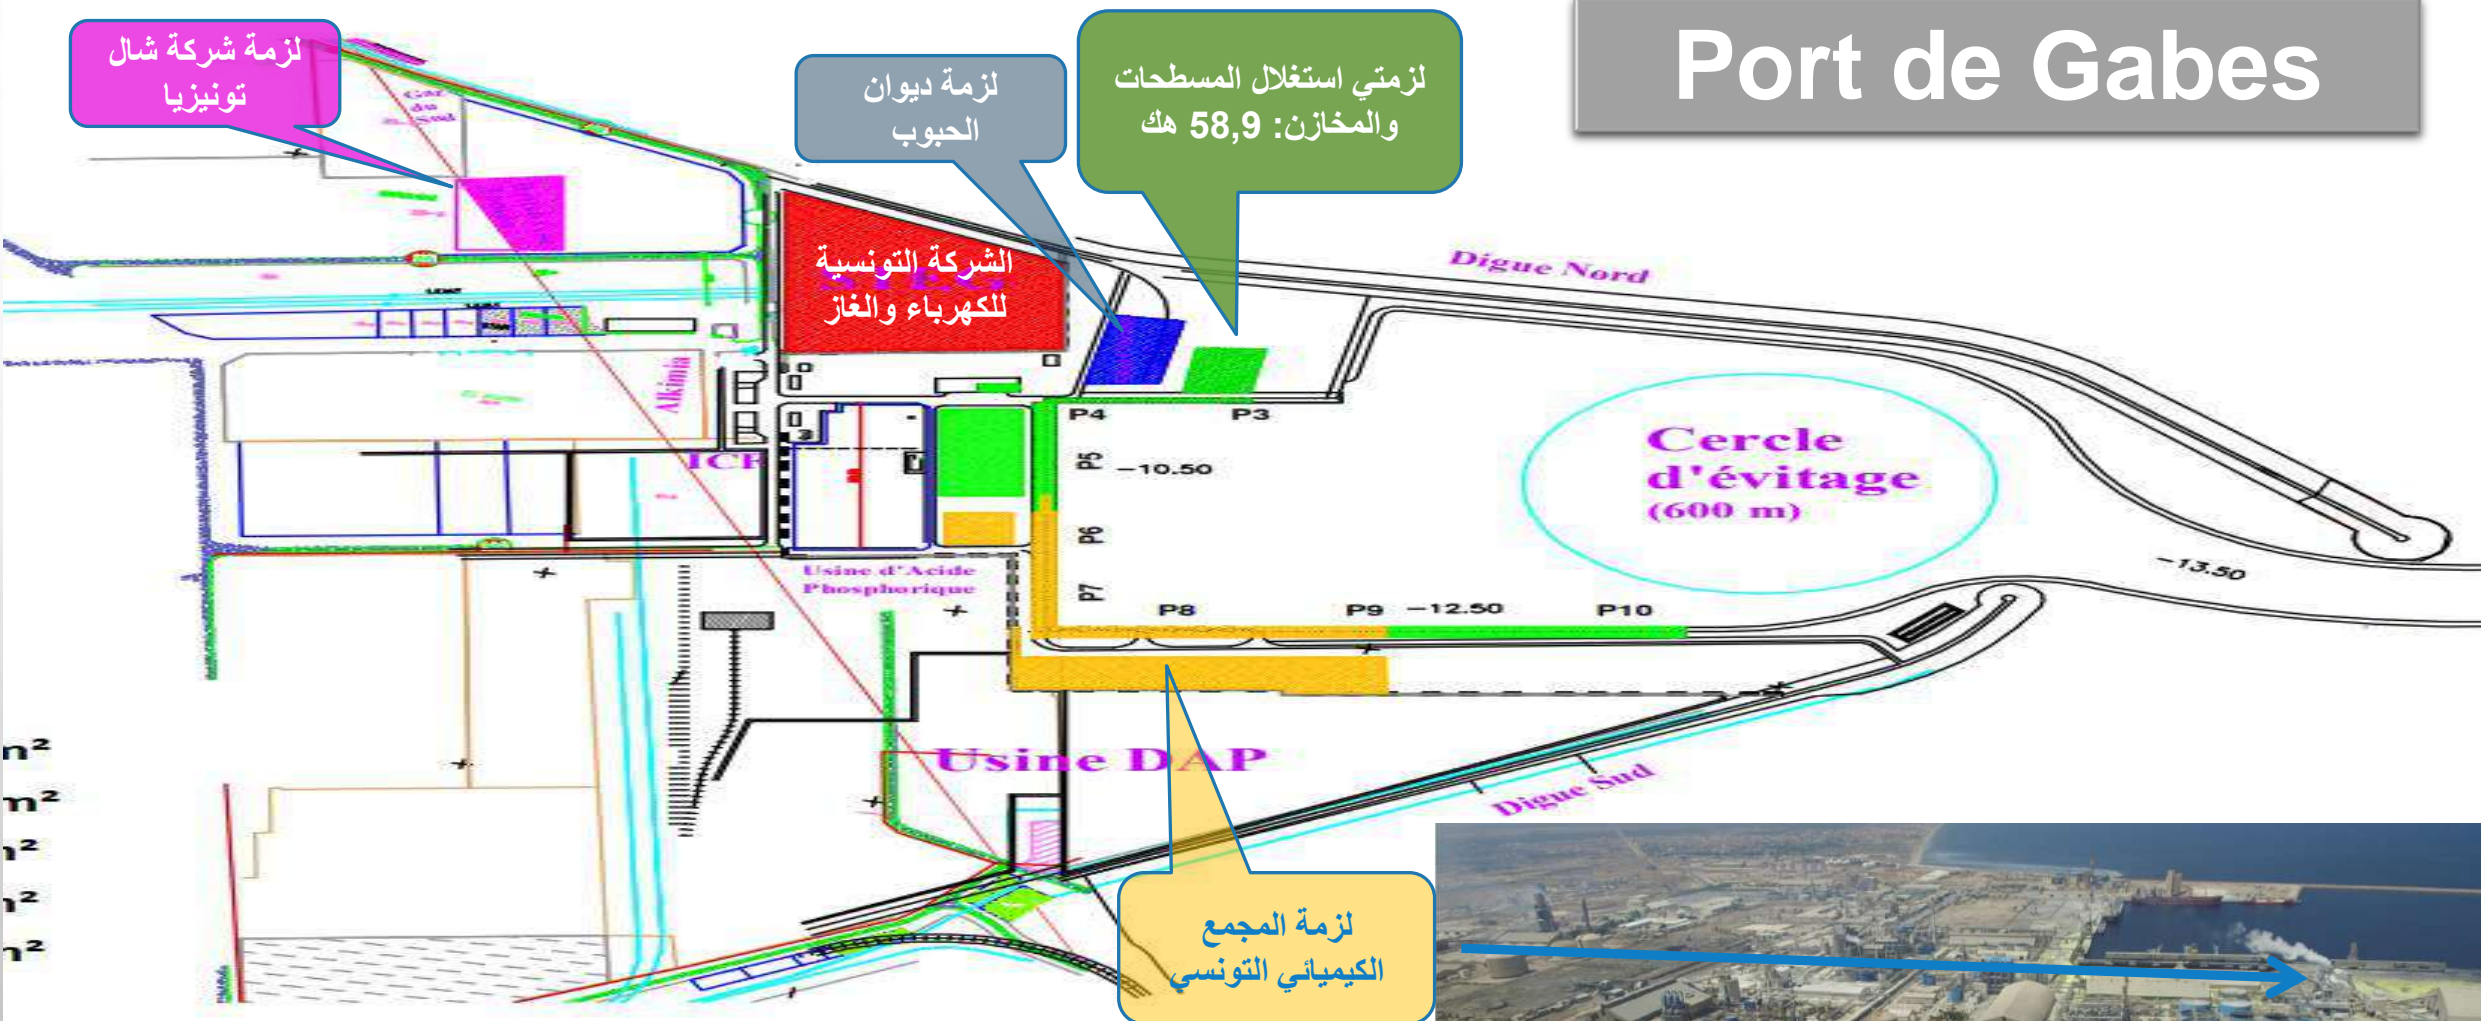 Port de Gabes
لزمة شركة شال
تونيزيا
لزمة ديوان
الحبوب
لزمتي استغلال المسطحات
والمخازن: 58,9 هك
الشركة التونسية
للكهرباء والغاز
Digue Nord
Alkimia
P4
P3
P5
-10.50
Cercle
d'évitage
(600 m)
P6
P7
-13.50
Usine d'Acide
Phosphorique
P8
P9
-12.50
P10
Usine DAP
Digue Sud
m²
m²
لزمة المجمع
الكيميائي التونسي